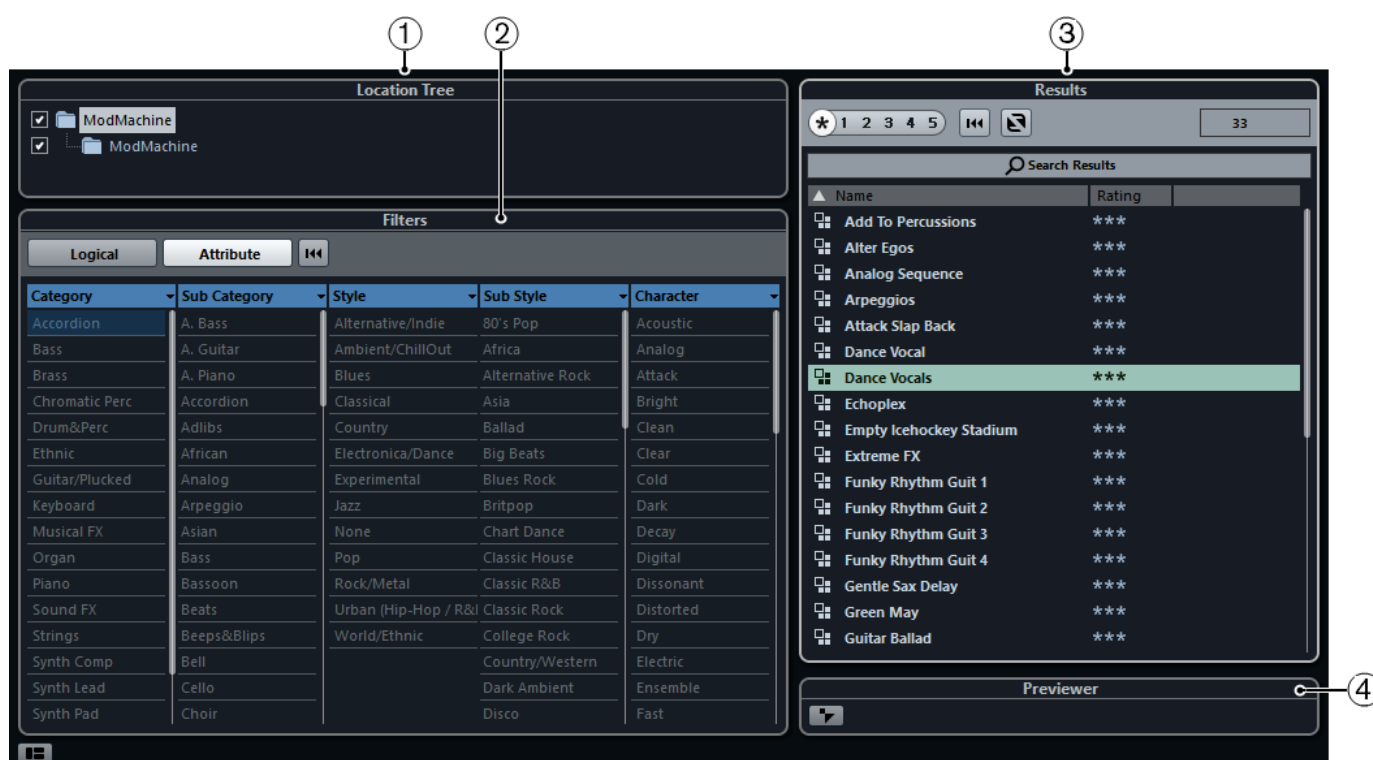 1 2 3
Location Tree
ModMachine
ModMachine
Filters
Logical Attribute
Category Sub Category Style Sub Style Character
Accordion A. Bass Alternative/Indie 80's Pop Acoustic
Bass A. Guitar Ambient/ChillOut Africa Analog
Brass A. Piano Blues Alternative Rock Attack
Chromatic Perc Accordion Classical Asia Bright
Drum&Perc Adlibs Country Ballad Clean
Ethnic African Electronica/Dance Big Beats Clear
Guitar/Plucked Analog Experimental Blues Rock Cold
Keyboard Arpeggio Jazz Britpop Dark
Musical FX Asian None Chart Dance Decay
Organ Bass Pop Classic House Digital
Piano Bassoon Rock/Metal Classic R&B Dissonant
Sound FX Beats Urban (Hip-Hop / R&I Classic Rock Distorted
Strings Beeps&Blips World/Ethnic College Rock Dry
Synth Comp Bell Country/Western Electric
Synth Lead Cello Dark Ambient Ensemble
Synth Pad Choir Disco Fast
Results
* 1 2 3 4 5 33
Search Results
Name Rating
Add To Percussions ***
Alter Egos ***
Analog Sequence ***
Arpeggios ***
Attack Slap Back ***
Dance Vocal ***
Dance Vocals ***
Echoplex ***
Empty Icehockey Stadium ***
Extreme FX ***
Funky Rhythm Guit 1 ***
Funky Rhythm Guit 2 ***
Funky Rhythm Guit 3 ***
Funky Rhythm Guit 4 ***
Gentle Sax Delay ***
Green May ***
Guitar Ballad ***
Previewer
4